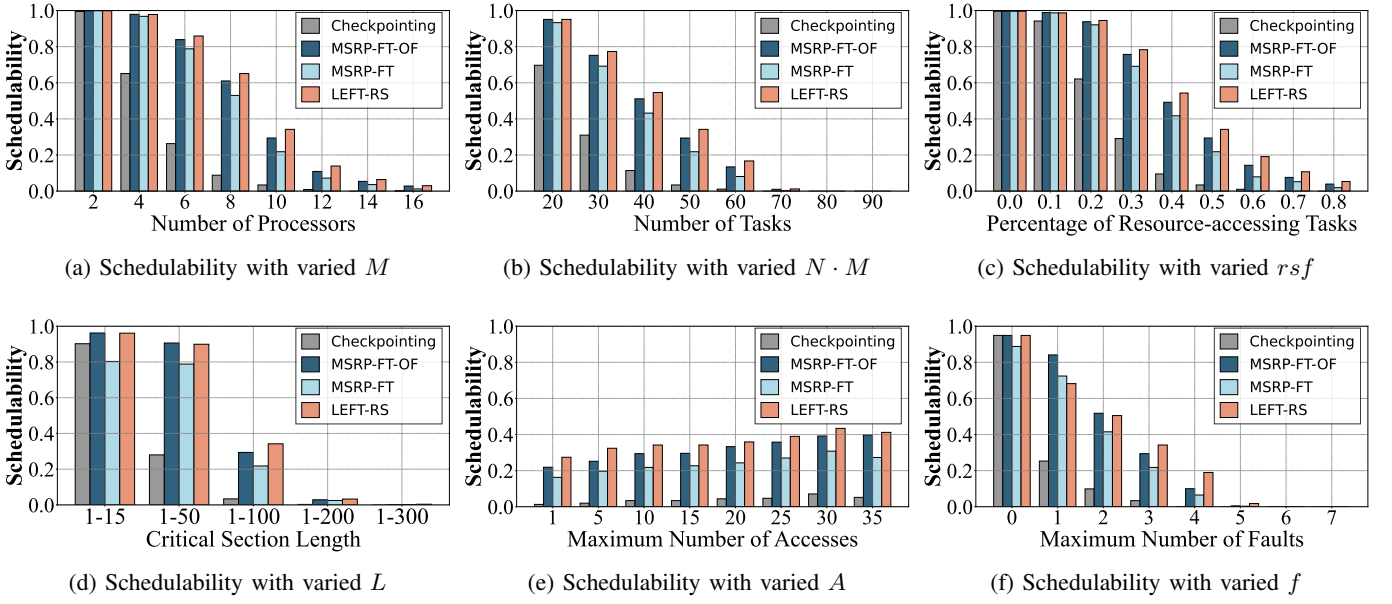 Schedulability
1.0
0.8
0.6
0.4
0.2
0.0
Checkpointing
MSRP-FT-OF
MSRP-FT
LEFT-RS
2 4 6 8 10 12 14 16
Number of Processors
(a) Schedulability with varied M
Schedulability
1.0
0.8
0.6
0.4
0.2
0.0
Checkpointing
MSRP-FT-OF
MSRP-FT
LEFT-RS
20 30 40 50 60 70 80 90
Number of Tasks
(b) Schedulability with varied N · M
Schedulability
1.0
0.8
0.6
0.4
0.2
0.0
Checkpointing
MSRP-FT-OF
MSRP-FT
LEFT-RS
0.0 0.1 0.2 0.3 0.4 0.5 0.6 0.7 0.8
Percentage of Resource-accessing Tasks
(c) Schedulability with varied rsf
Schedulability
1.0
0.8
0.6
0.4
0.2
0.0
Checkpointing
MSRP-FT-OF
MSRP-FT
LEFT-RS
1-15 1-50 1-100 1-200 1-300
Critical Section Length
(d) Schedulability with varied L
Schedulability
1.0
0.8
0.6
0.4
0.2
0.0
Checkpointing
MSRP-FT-OF
MSRP-FT
LEFT-RS
1 5 10 15 20 25 30 35
Maximum Number of Accesses
(e) Schedulability with varied A
Schedulability
1.0
0.8
0.6
0.4
0.2
0.0
Checkpointing
MSRP-FT-OF
MSRP-FT
LEFT-RS
0 1 2 3 4 5 6 7
Maximum Number of Faults
(f) Schedulability with varied f